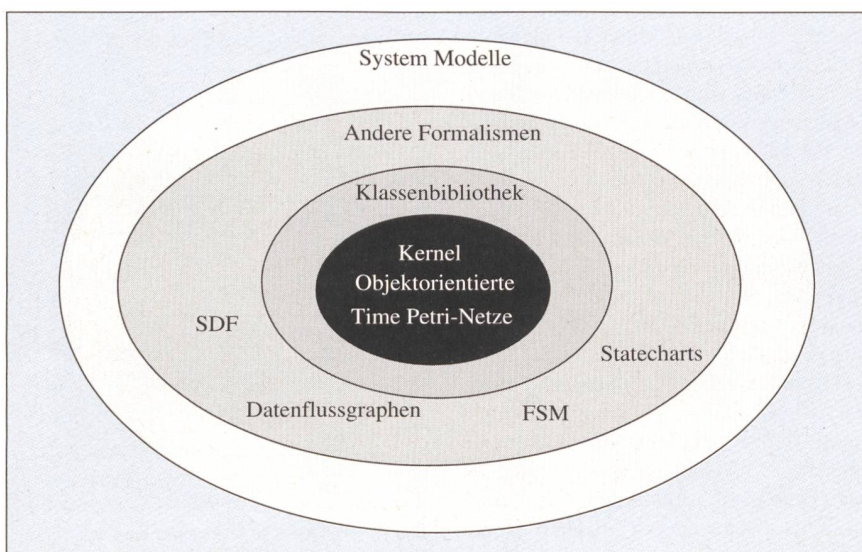 System Modelle
Andere Formalismen
Klassenbibliothek
Kernel
Objektorientierte
Time Petri-Netze
SDF
Statecharts
Datenflussgraphen
FSM